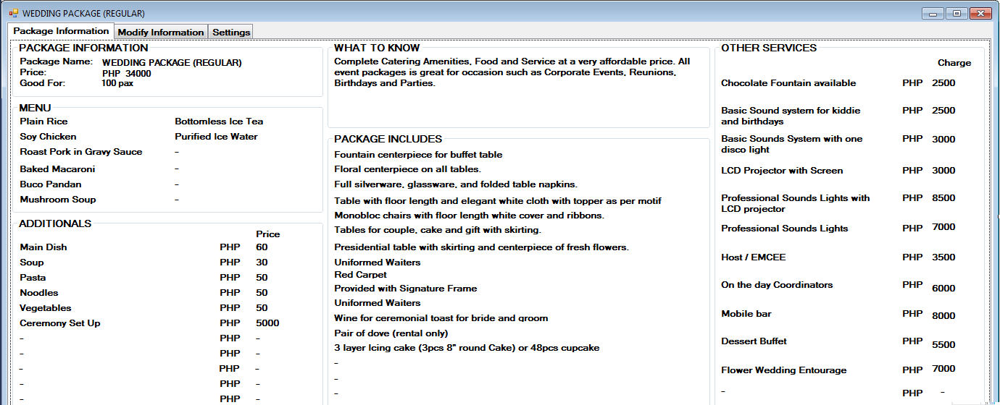 WEDDING PACKAGE (REGULAR)
Package Information Modify Information Settings
PACKAGE INFORMATION
Package Name: WEDDING PACKAGE (REGULAR)
Price: PHP 34000
Good For: 100 pax
MENU
Plain Rice Bottomless Ice Tea
Soy Chicken Purified Ice Water
Roast Pork in Gravy Sauce -
Baked Macaroni -
Buco Pandan -
Mushroom Soup -
ADDITIONALS
Price
Main Dish PHP 60
Soup PHP 30
Pasta PHP 50
Noodles PHP 50
Vegetables PHP 50
Ceremony Set Up PHP 5000
- PHP -
- PHP -
- PHP -
- PHP -
- PHP -
WHAT TO KNOW
Complete Catering Amenities, Food and Service at a very affordable price. All
event packages is great for occasion such as Corporate Events, Reunions,
Birthdays and Parties.
PACKAGE INCLUDES
Fountain centerpiece for buffet table
Floral centerpiece on all tables.
Full silverware, glassware, and folded table napkins.
Table with floor length and elegant white cloth with topper as per motif
Monobloc chairs with floor length white cover and ribbons.
Tables for couple, cake and gift with skirting.
Presidential table with skirting and centerpiece of fresh flowers.
Uniformed Waiters
Red Carpet
Provided with Signature Frame
Uniformed Waiters
Wine for ceremonial toast for bride and groom
Pair of dove (rental only)
3 layer Icing cake (3pcs 8" round Cake) or 48pcs cupcake
-
-
-
OTHER SERVICES
Charge
Chocolate Fountain available PHP 2500
Basic Sound system for kiddie PHP 2500
and birthdays
Basic Sounds System with one PHP 3000
disco light
LCD Projector with Screen PHP 3000
Professional Sounds Lights with PHP 8500
LCD projector
Professional Sounds Lights PHP 7000
Host / EMCEE PHP 3500
On the day Coordinators PHP 6000
Mobile bar PHP 8000
Dessert Buffet PHP 5500
Flower Wedding Entourage PHP 7000
- PHP -